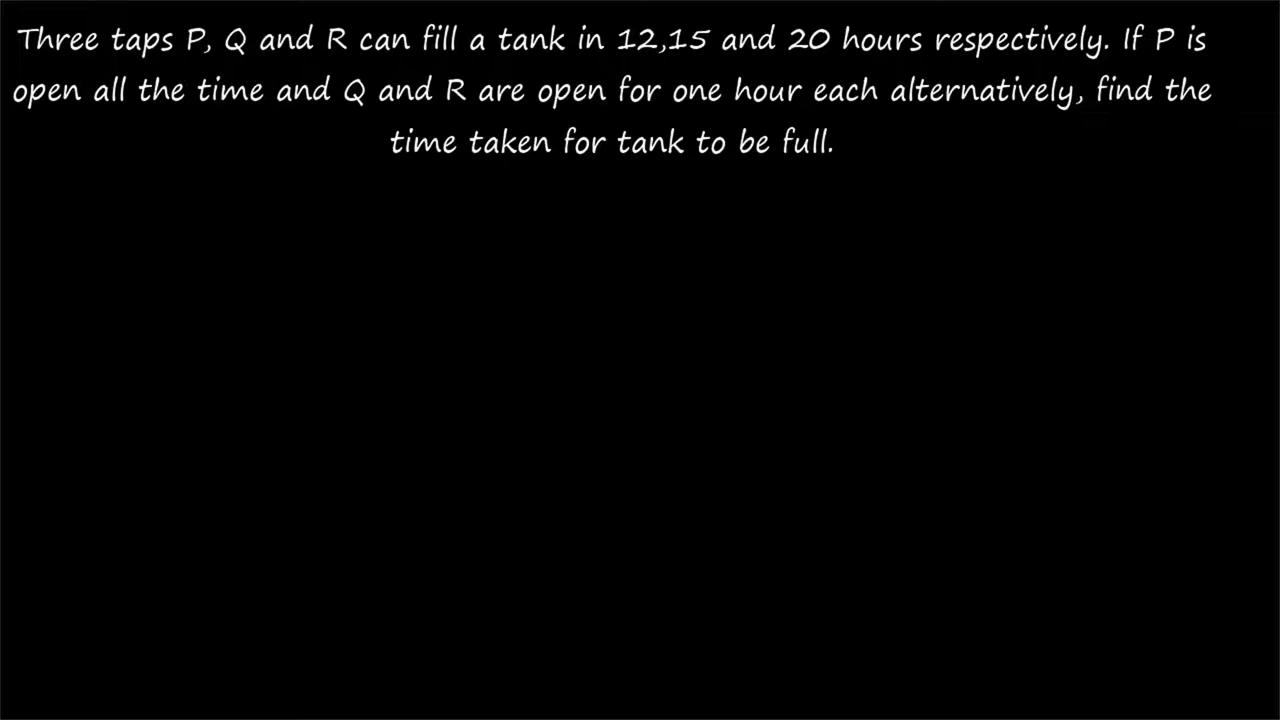 Three taps P, Q and R can fill a tank in 12,15 and 20 hours respectively. If P is
open all the time and Q and R are open for one hour each alternatively, find the
time taken for tank to be full.